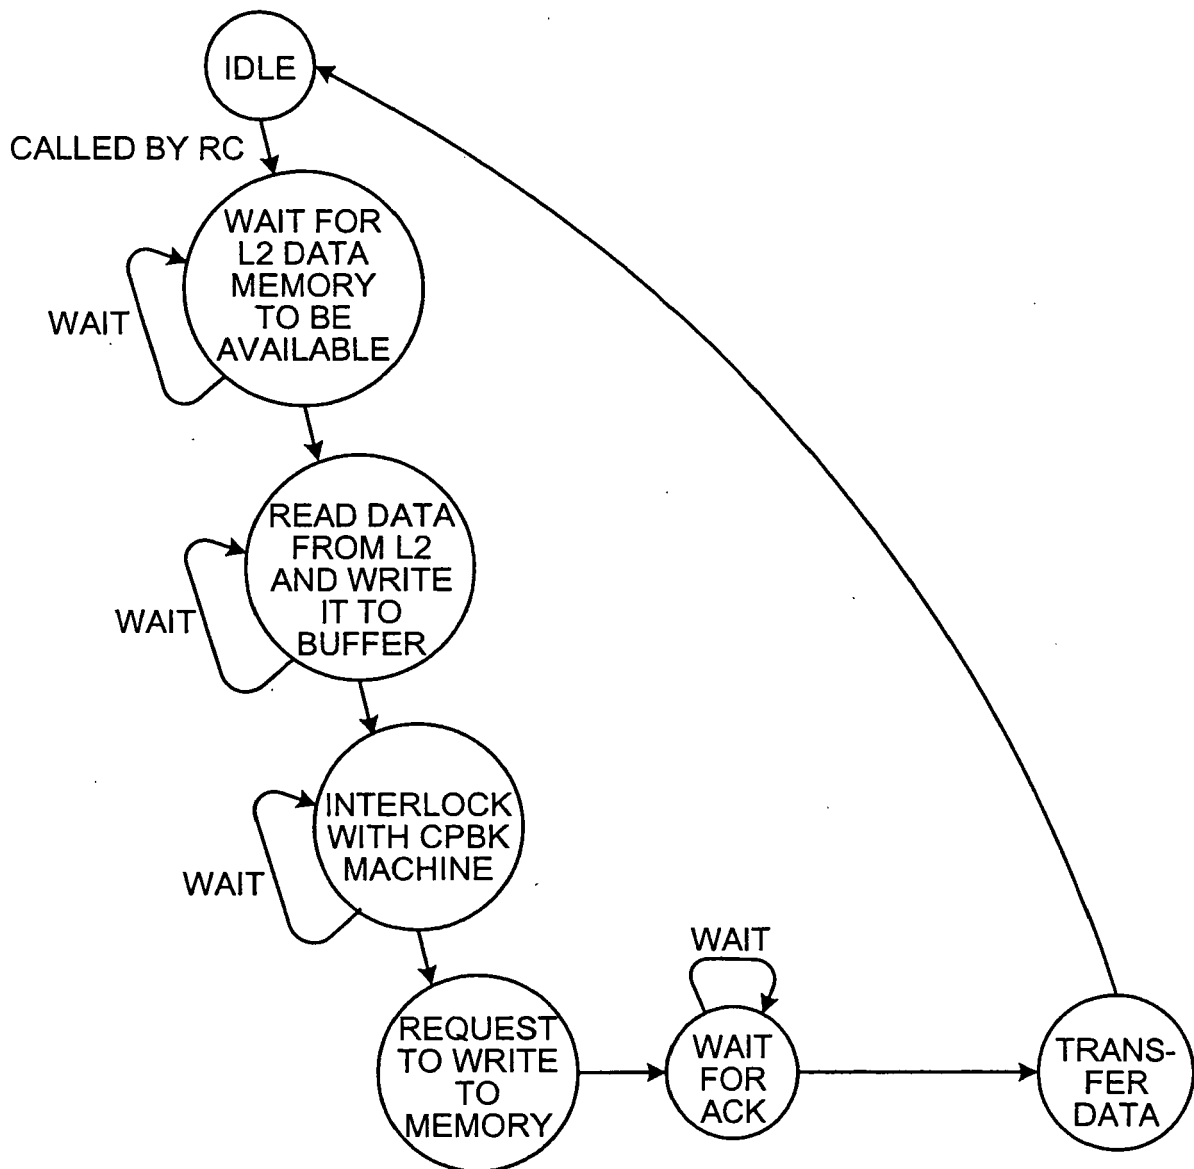 IDLE
CALLED BY RC
WAIT FOR
L2 DATA
MEMORY
TO BE
AVAILABLE
WAIT
READ DATA
FROM L2
AND WRITE
IT TO
BUFFER
WAIT
INTERLOCK
WITH CPBK
MACHINE
WAIT
REQUEST
TO WRITE
TO
MEMORY
WAIT
WAIT
FOR
ACK
TRANS-
FER
DATA